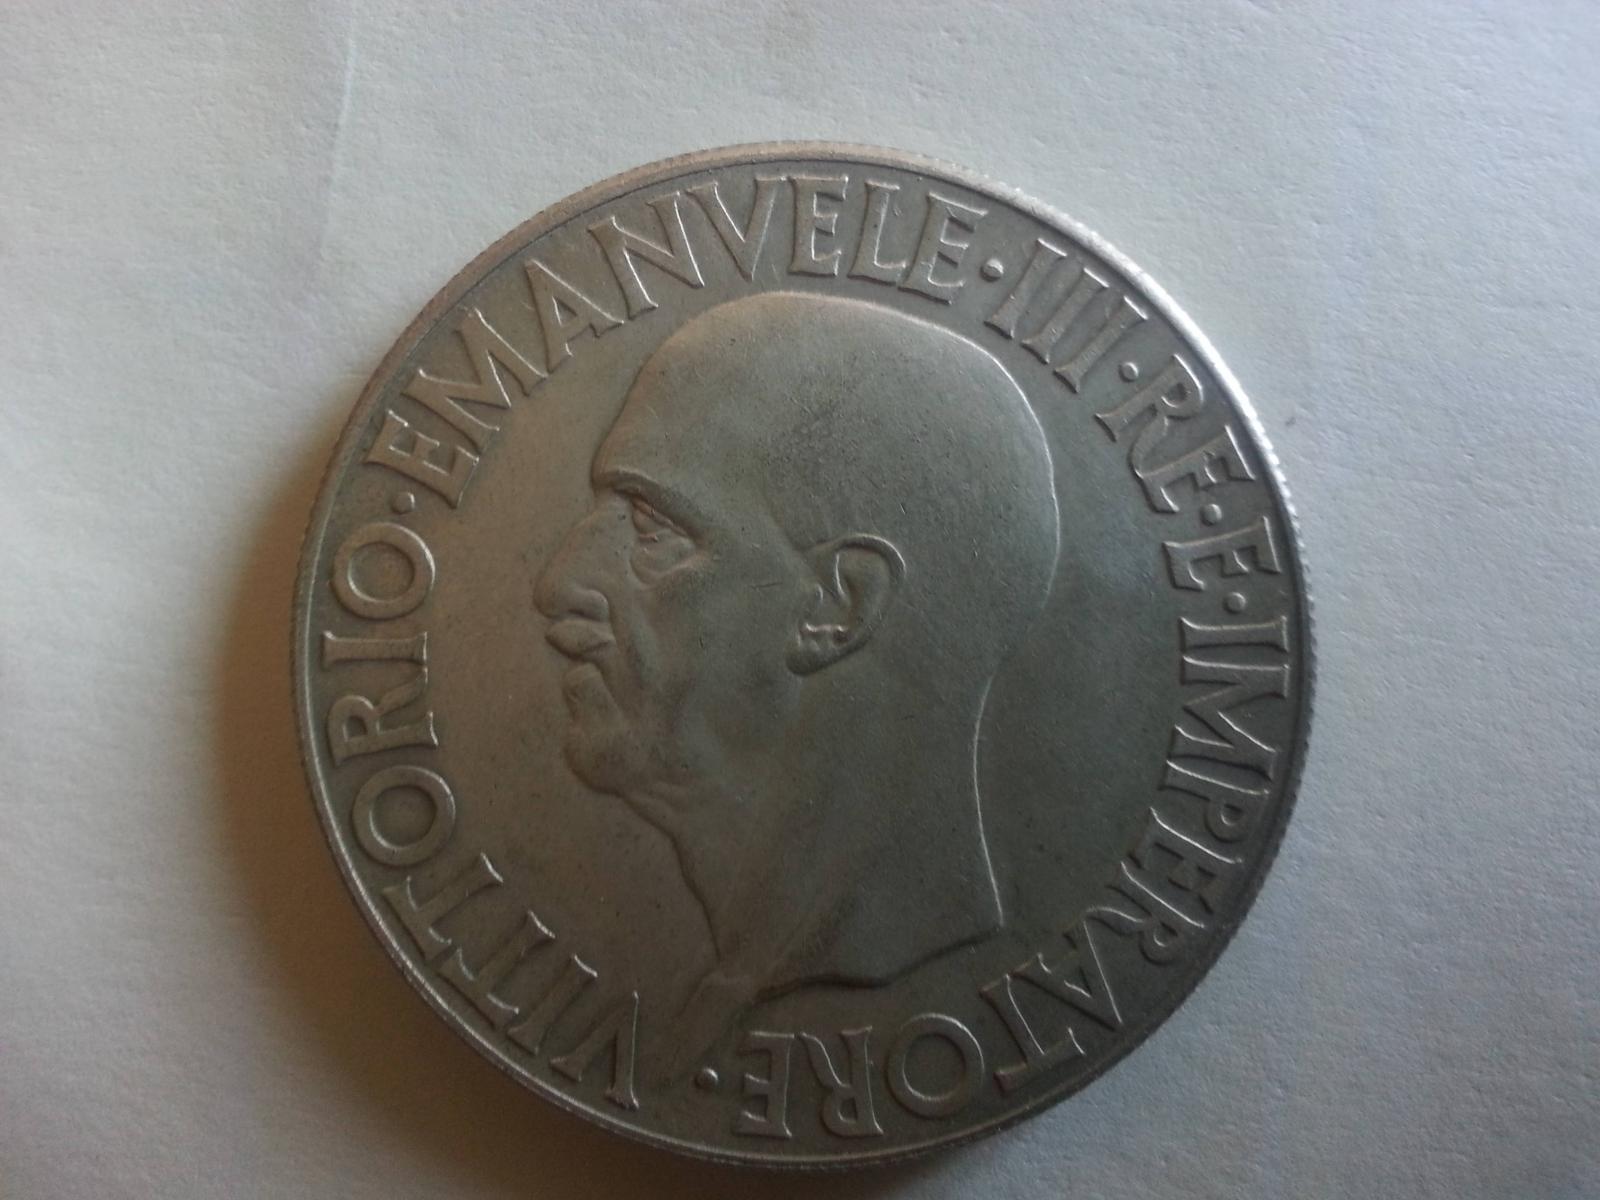 VITTORIO · EMANVELE · III · RE · E · IMPERATORE ·